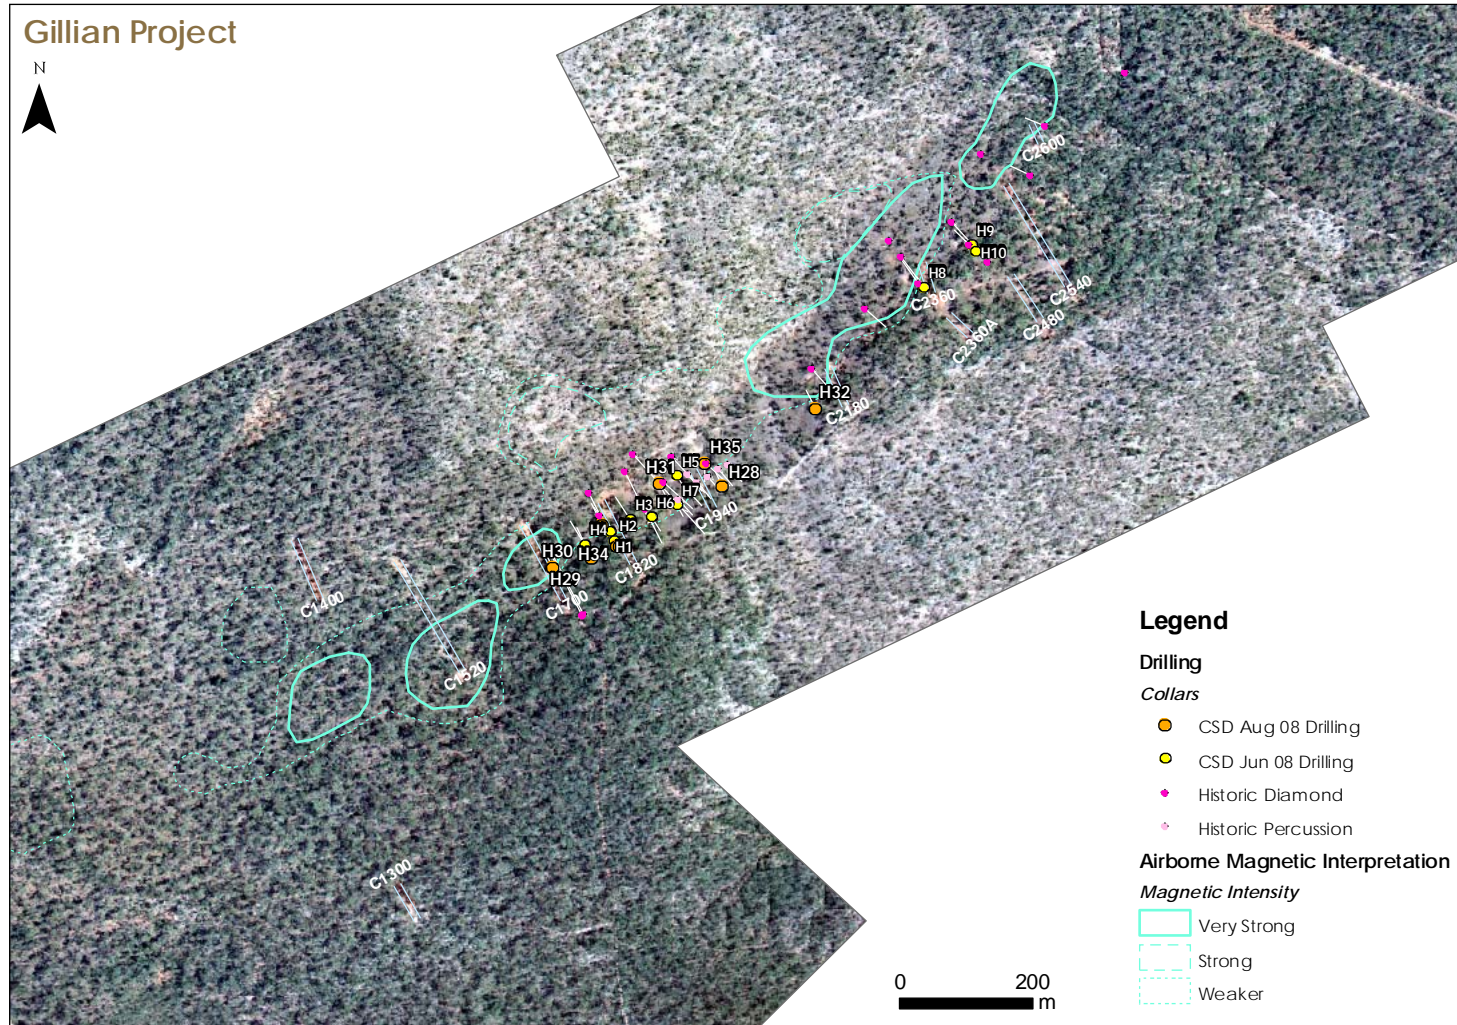 Gillian Project
N
C2600
H9
H10
H8
C2360
C2540
C2480
C2360A
H32
C2180
H35
H5
H31
H28
H7
H3
H6
C1940
H2
H4
H1
H30
H34
C1820
H29
C1700
C1400
C1520
C1300
Legend
Drilling
Collars
CSD Aug 08 Drilling
CSD Jun 08 Drilling
Historic Diamond
Historic Percussion
Airborne Magnetic Interpretation
Magnetic Intensity
Very Strong
Strong
Weaker
0 200
m